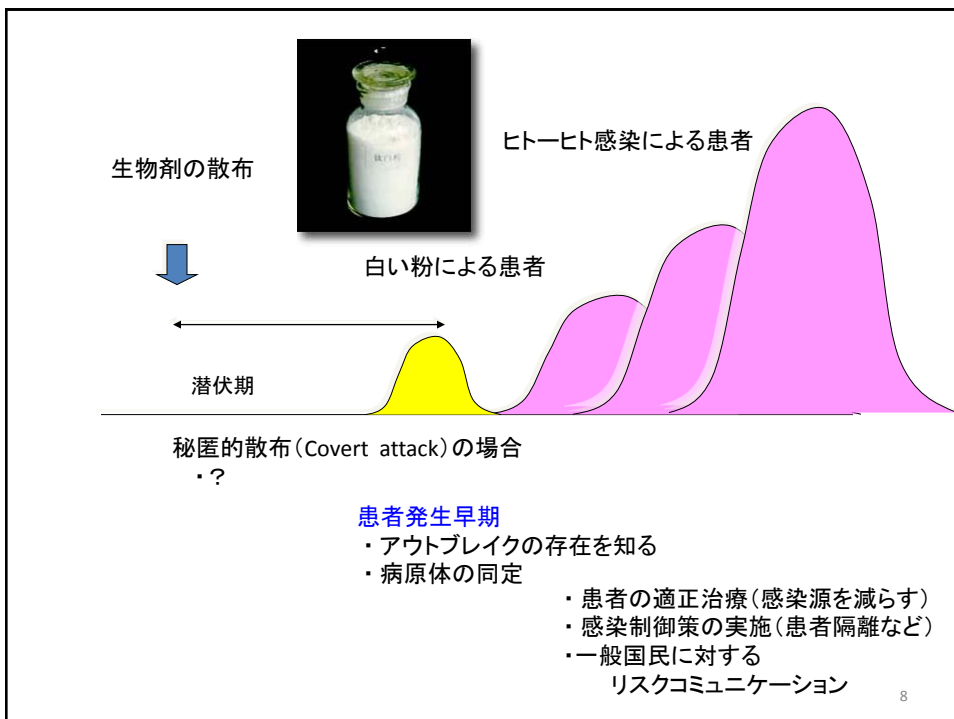 生物剤の散布
鈦白粉
ヒトーヒト感染による患者
白い粉による患者
潜伏期
秘匿的散布(Covert attack)の場合
・?
患者発生早期
・アウトブレイクの存在を知る
・病原体の同定
・患者の適正治療(感染源を減らす)
・感染制御策の実施(患者隔離など)
・一般国民に対する
リスクコミュニケーション
8